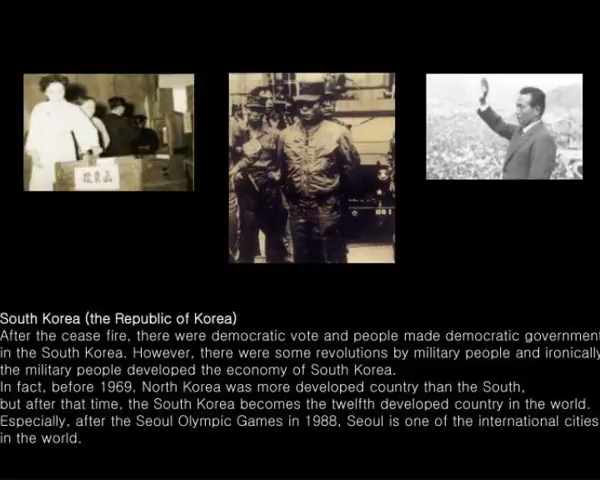 South Korea (the Republic of Korea)
After the cease fire, there were democratic vote and people made democratic government
in the South Korea. However, there were some revolutions by military people and ironically
the military people developed the economy of South Korea.
In fact, before 1969, North Korea was more developed country than the South,
but after that time, the South Korea becomes the twelfth developed country in the world.
Especially, after the Seoul Olympic Games in 1988, Seoul is one of the international cities
in the world.